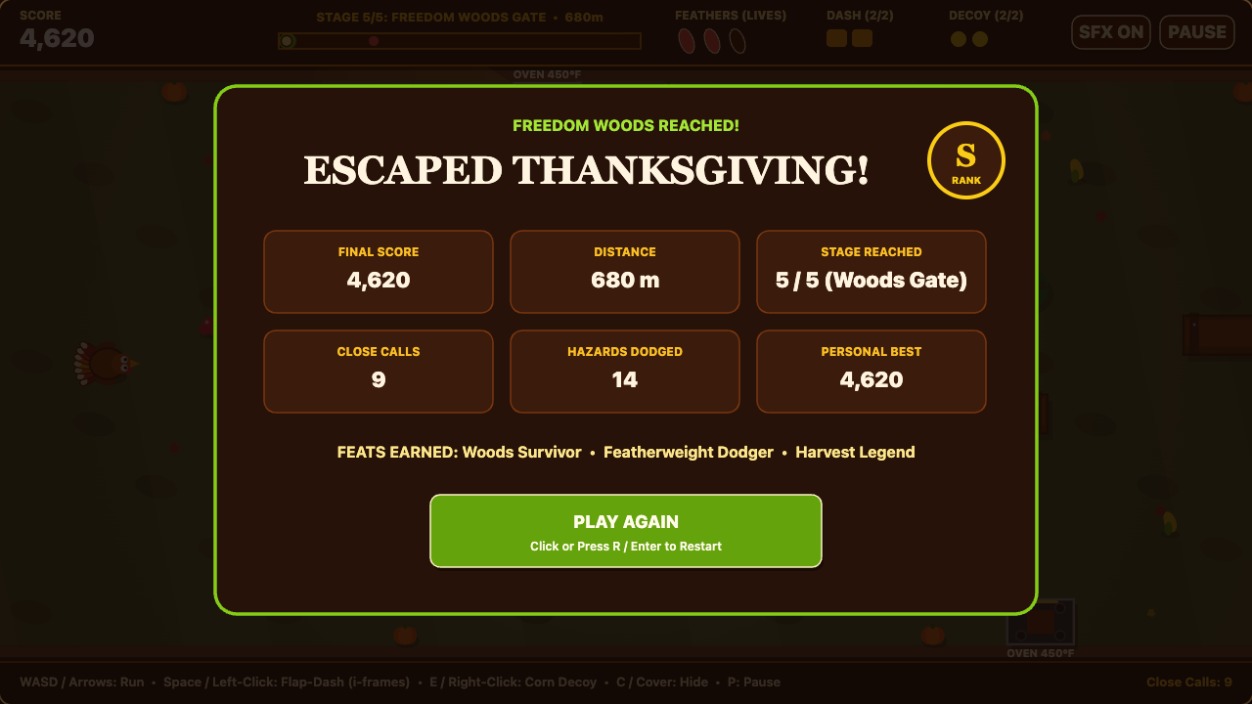 SCORE
4,620
STAGE 5/5: FREEDOM WOODS GATE • 680m
FEATHERS (LIVES)
DASH (2/2)
DECOY (2/2)
SFX ON
PAUSE
OVEN 450°F
FREEDOM WOODS REACHED!
ESCAPED THANKSGIVING!
S
RANK
FINAL SCORE
4,620
DISTANCE
680 m
STAGE REACHED
5 / 5 (Woods Gate)
CLOSE CALLS
9
HAZARDS DODGED
14
PERSONAL BEST
4,620
FEATS EARNED: Woods Survivor • Featherweight Dodger • Harvest Legend
PLAY AGAIN
Click or Press R / Enter to Restart
OVEN 450°F
WASD / Arrows: Run • Space / Left-Click: Flap-Dash (i-frames) • E / Right-Click: Corn Decoy • C / Cover: Hide • P: Pause
Close Calls: 9